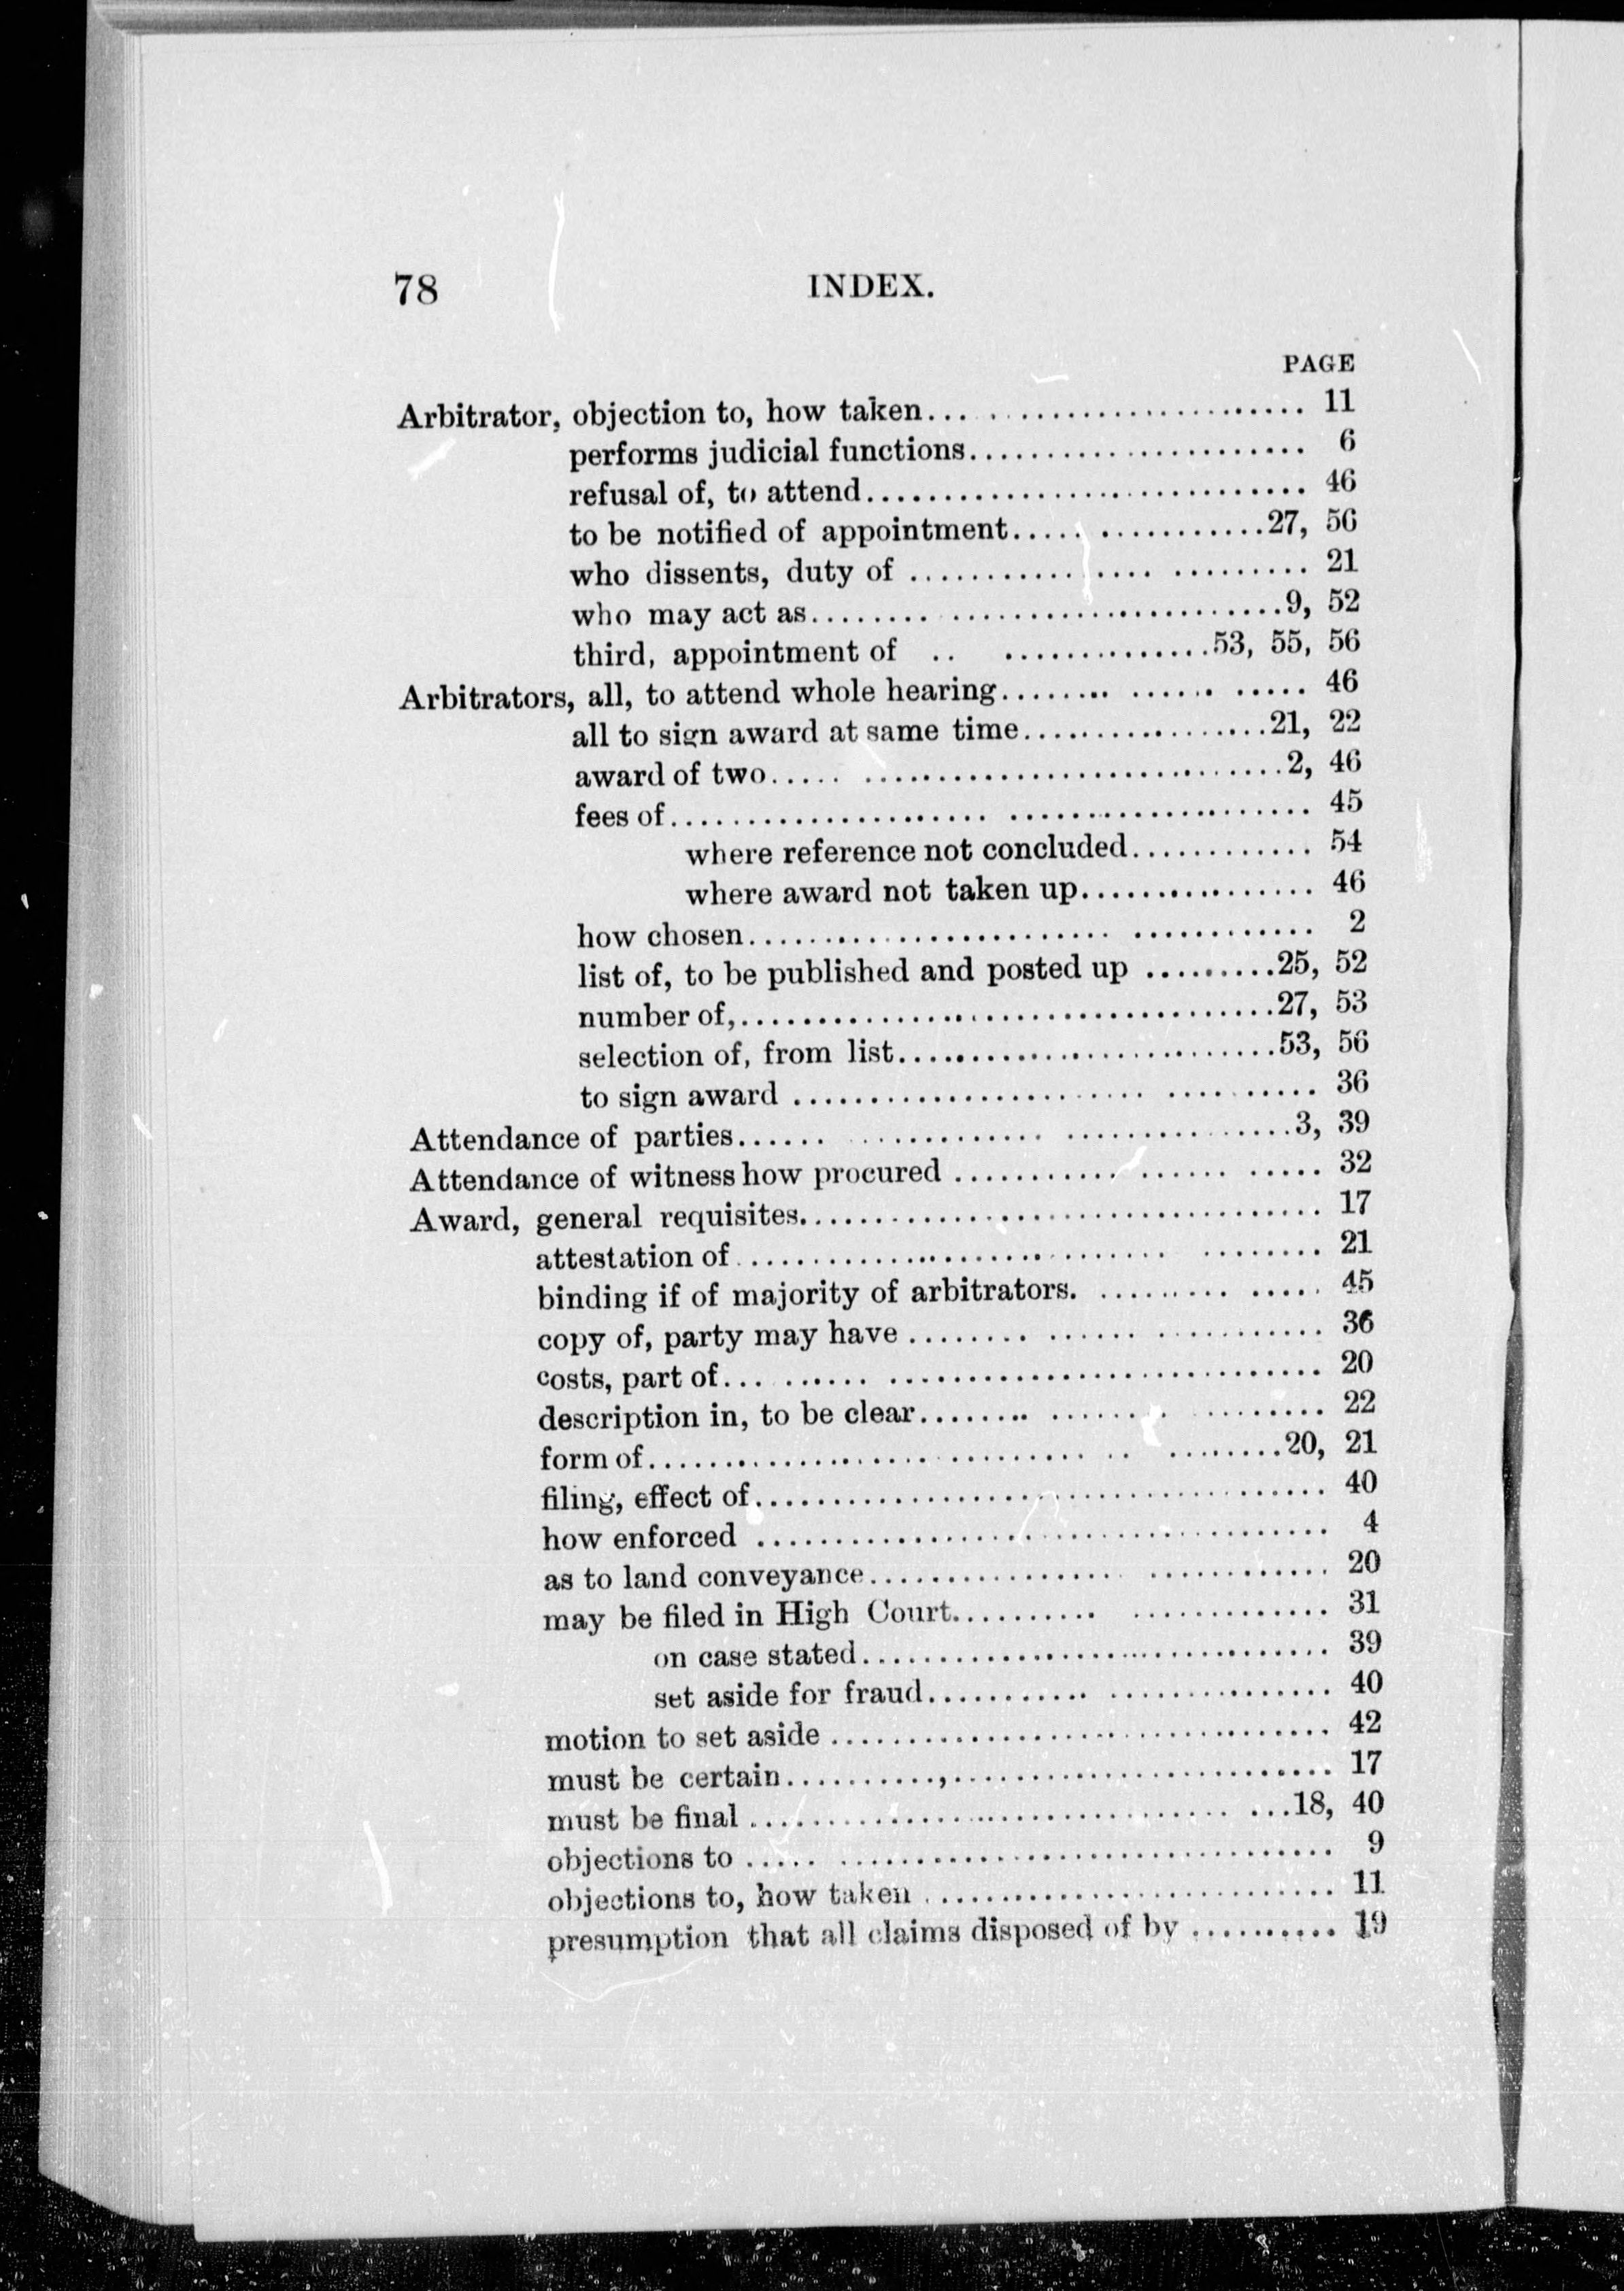 78 INDEX.
PAGE
Arbitrator, objection to, how taken........................ 11
performs judicial functions...................... 6
refusal of, to attend............................. 46
to be notified of appointment................27, 56
who dissents, duty of ......................... 21
who may act as..............................9, 52
third, appointment of ................53, 55, 56
Arbitrators, all, to attend whole hearing................... 46
all to sign award at same time................21, 22
award of two................................2, 46
fees of........................................ 45
where reference not concluded............ 54
where award not taken up............... 46
how chosen................................... 2
list of, to be published and posted up .........25, 52
number of,..................................27, 53
selection of, from list........................53, 56
to sign award ................................ 36
Attendance of parties..................................3, 39
Attendance of witness how procured ...................... 32
Award, general requisites................................. 17
attestation of.................................... 21
binding if of majority of arbitrators. .............. 45
copy of, party may have ......................... 36
costs, part of..................................... 20
description in, to be clear........................ 22
form of......................................20, 21
filing, effect of.................................... 40
how enforced .................................... 4
as to land conveyance............................ 20
may be filed in High Court....................... 31
on case stated.............................. 39
set aside for fraud......................... 40
motion to set aside ............................... 42
must be certain..........,........................ 17
must be final .................................18, 40
objections to ..................................... 9
objections to, how taken .......................... 11
presumption that all claims disposed of by .......... 19